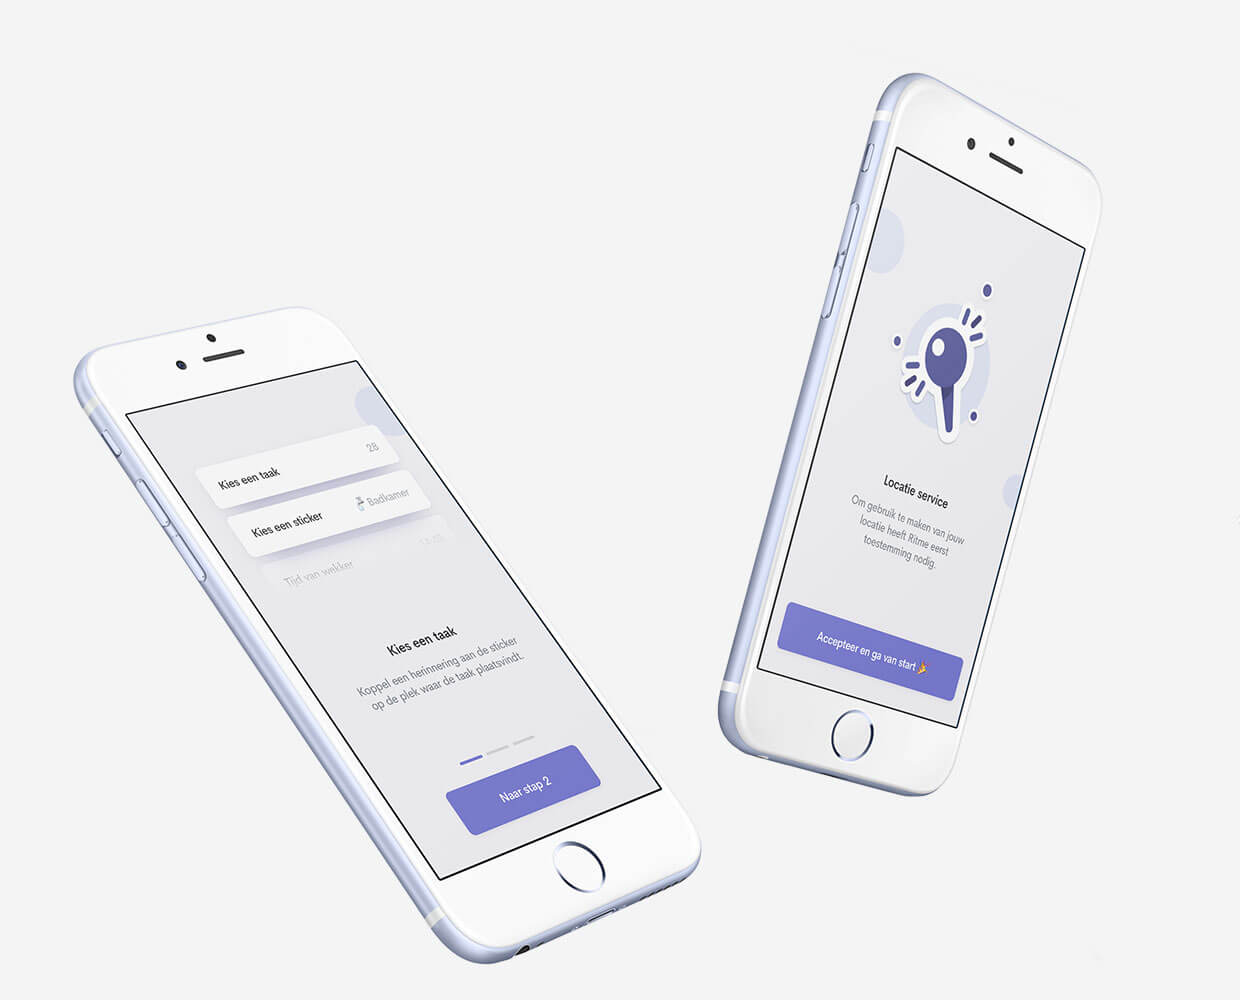 28
Kies een taak
Badkamer
Kies een sticker
Tijd van wekker
Kies een taak
Koppel een herinnering aan de sticker
op de plek waar de taak plaatsvindt.
Naar stap 2
Locatie service
Om gebruik te maken van jouw
locatie heeft Ritme eerst
toestemming nodig.
Accepteer en ga van start